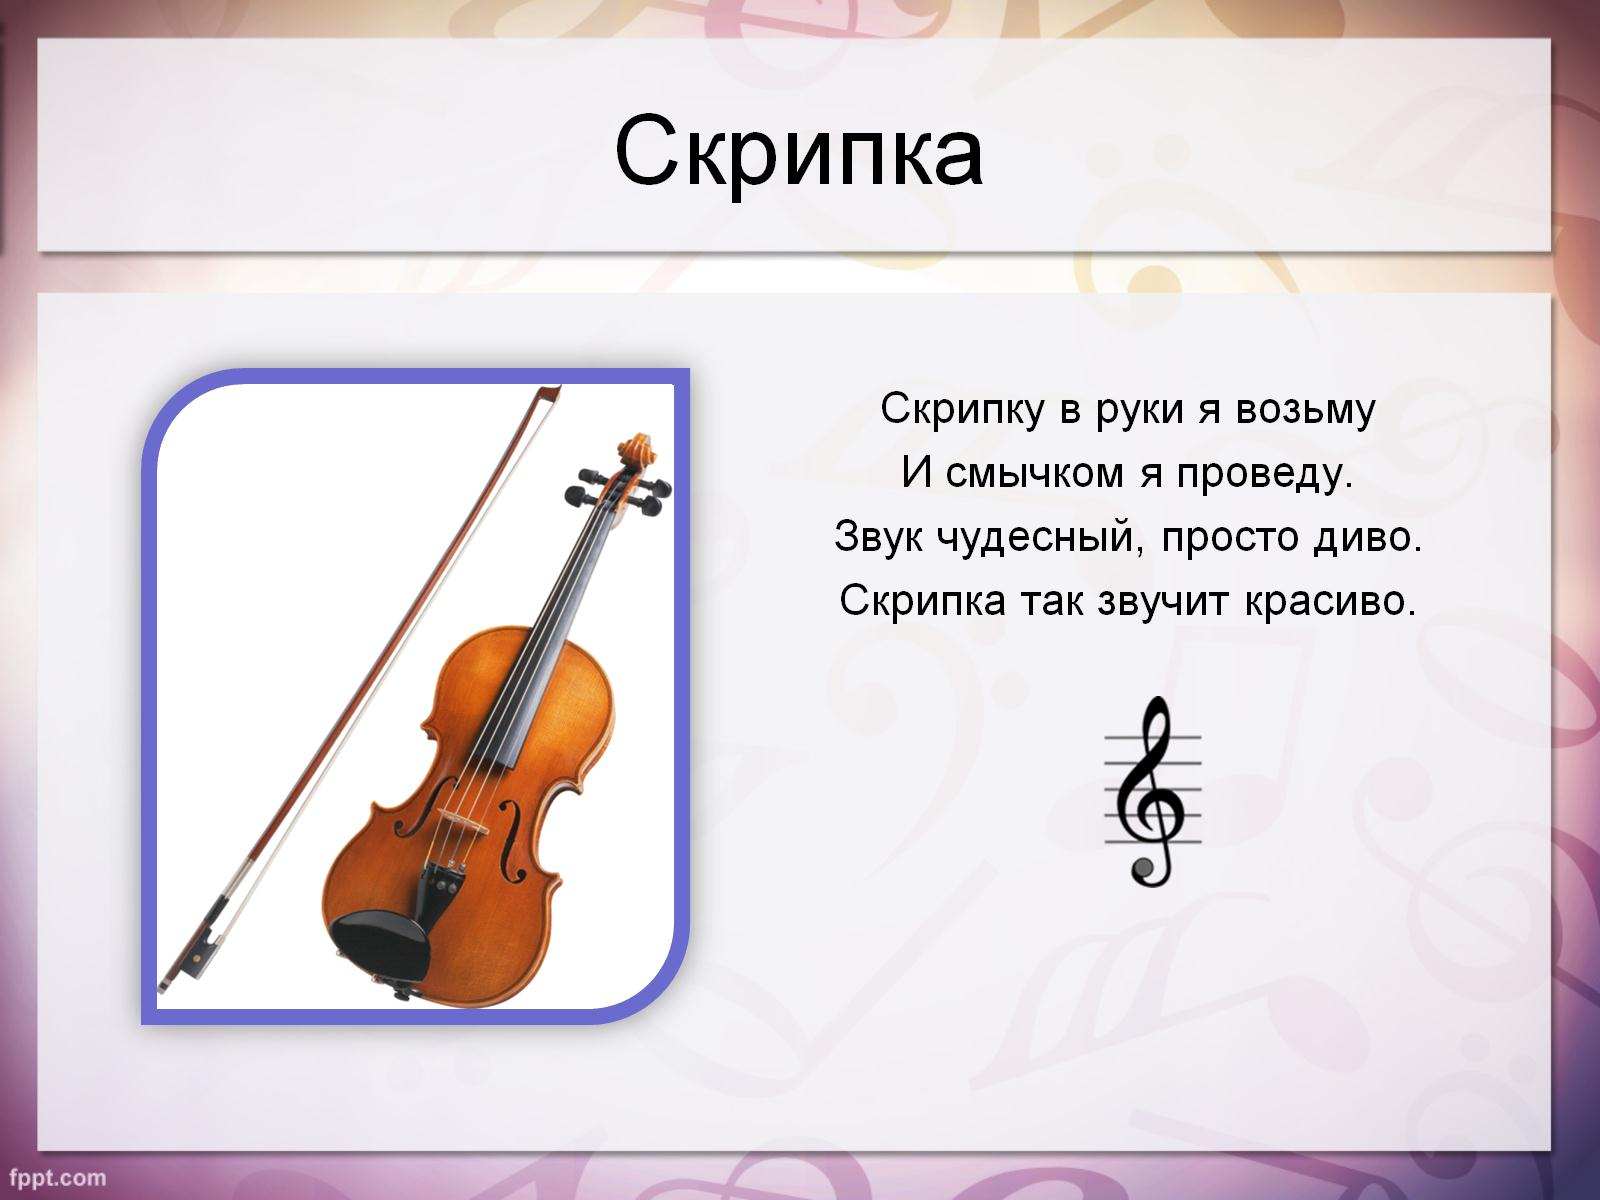 Скрипка
Скрипку в руки я возьму
И смычком я проведу.
Звук чудесный, просто диво.
Скрипка так звучит красиво.
fppt.com